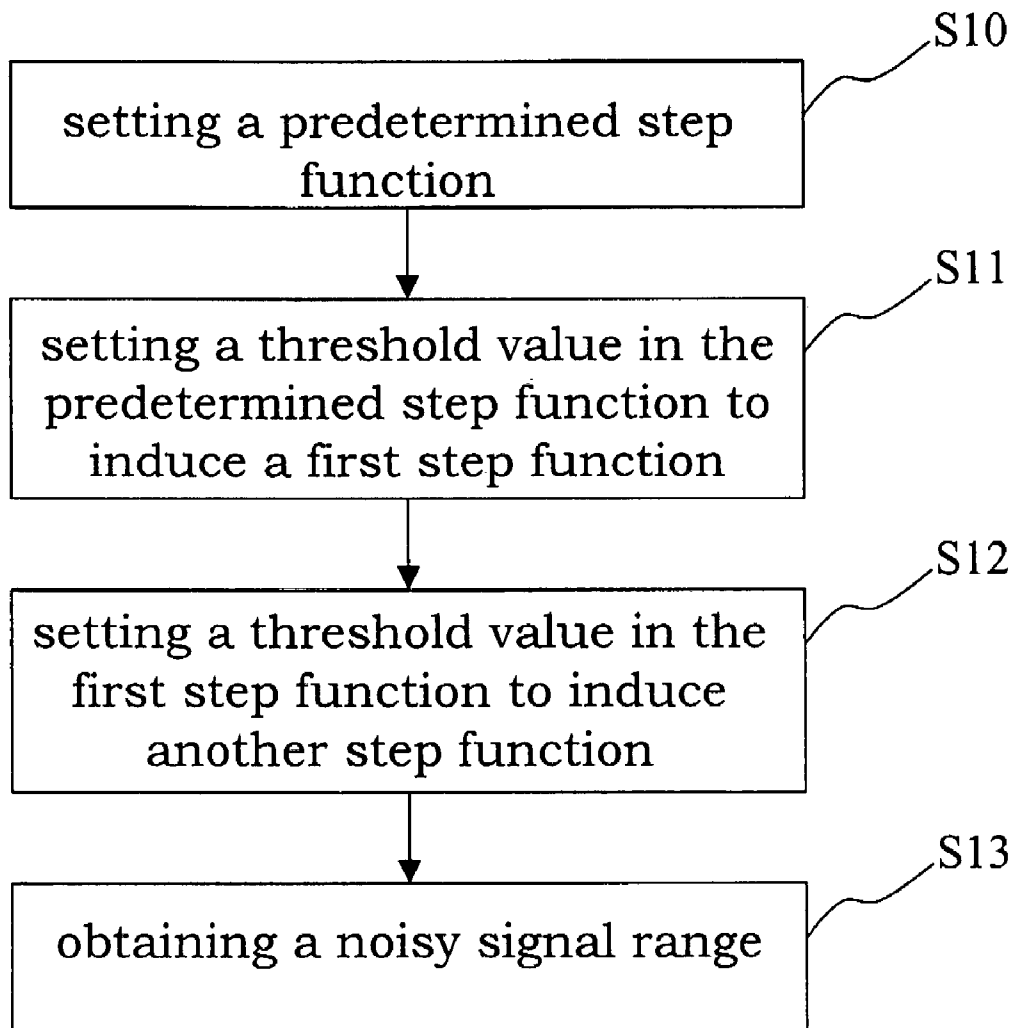 S10
setting a predetermined step
function
S11
setting a threshold value in the
predetermined step function to
induce a first step function
S12
setting a threshold value in the
first step function to induce
another step function
S13
obtaining a noisy signal range